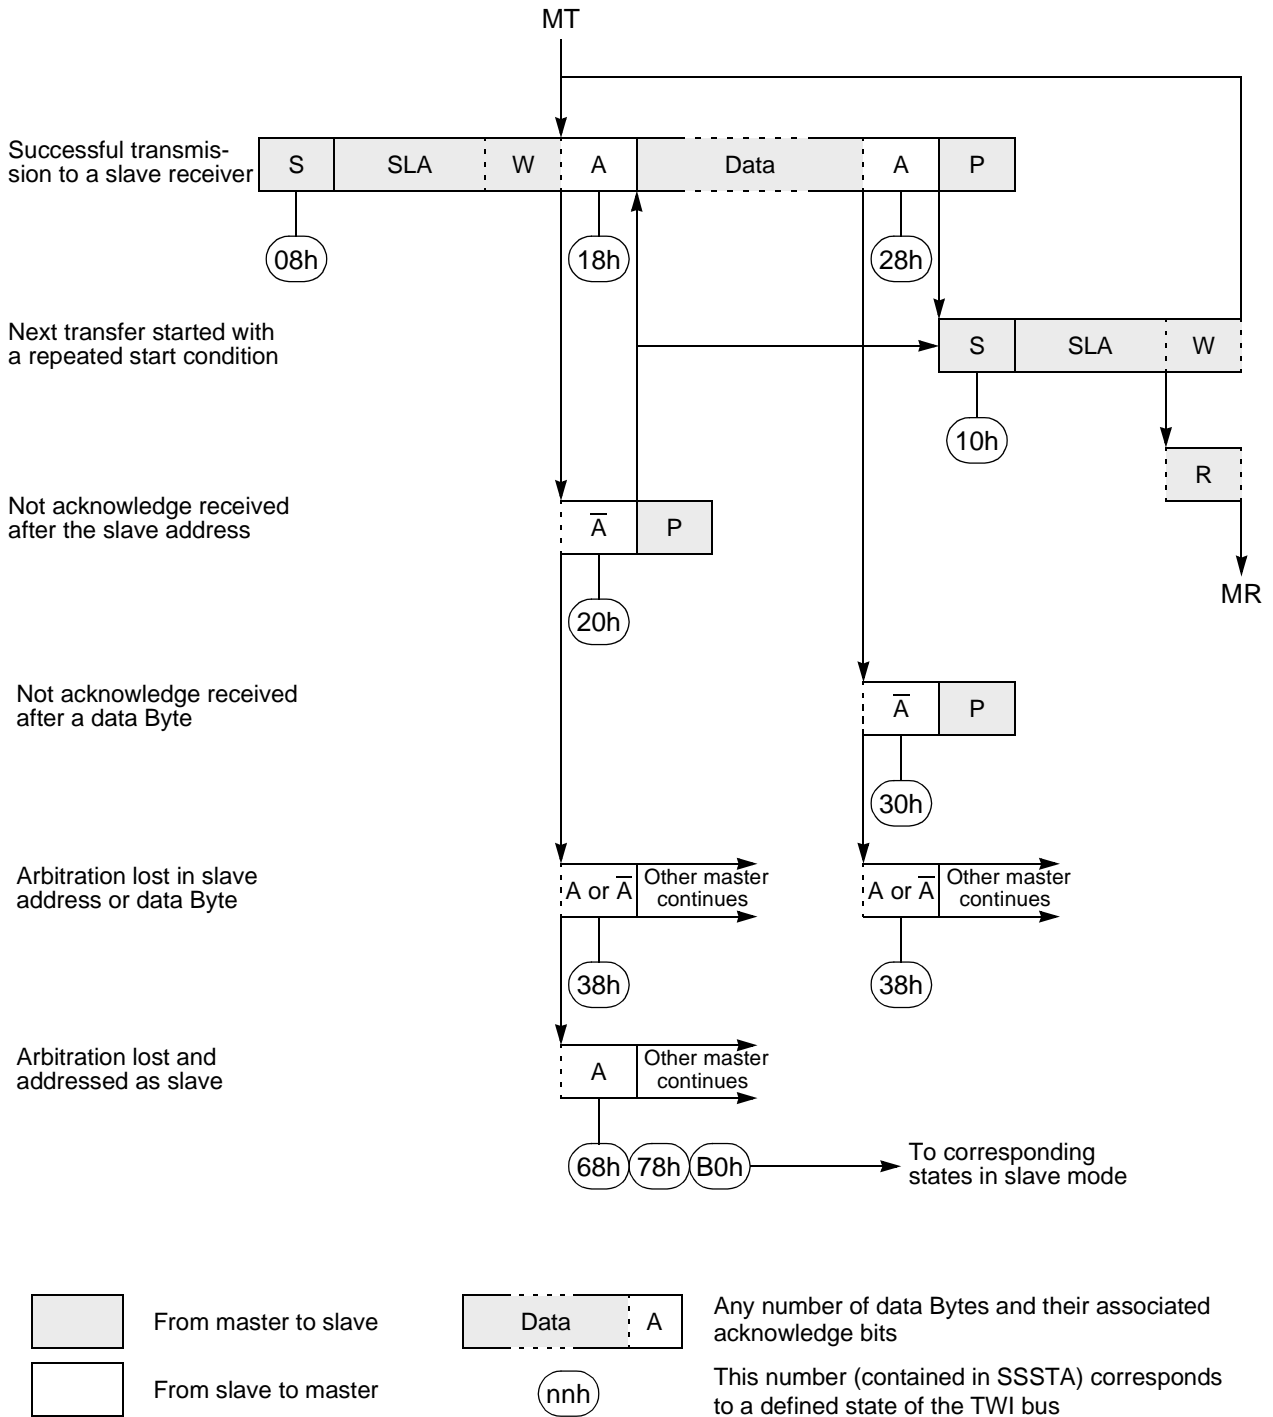 MT
Successful transmis-
sion to a slave receiver
S SLA W A Data A P
08h 18h 28h
Next transfer started with
a repeated start condition
S SLA W
10h
R
MR
Not acknowledge received
after the slave address
A̅ P
20h
Not acknowledge received
after a data Byte
A̅ P
30h
Arbitration lost in slave
address or data Byte
A or A̅
Other master
continues
A or A̅
Other master
continues
38h 38h
Arbitration lost and
addressed as slave
A
Other master
continues
68h 78h B0h
To corresponding
states in slave mode
From master to slave
Data A
Any number of data Bytes and their associated
acknowledge bits
From slave to master
nnh
This number (contained in SSSTA) corresponds
to a defined state of the TWI bus